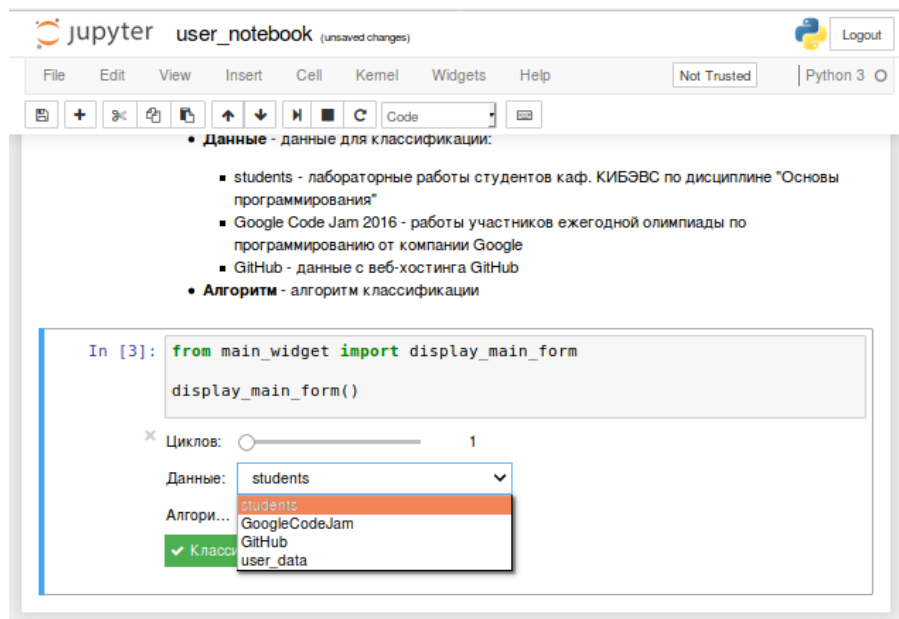 jupyter user_notebook (unsaved changes) Logout
File Edit View Insert Cell Kernel Widgets Help Not Trusted Python 3
Code
• Данные - данные для классификации:
▪ students - лабораторные работы студентов каф. КИБЭВС по дисциплине "Основы
программирования"
▪ Google Code Jam 2016 - работы участников ежегодной олимпиады по
программированию от компании Google
▪ GitHub - данные с веб-хостинга GitHub
• Алгоритм - алгоритм классификации
In [3]: from main_widget import display_main_form
display_main_form()
Циклов: 1
Данные: students
students
Алгори...
GoogleCodeJam
GitHub
Класси
user_data